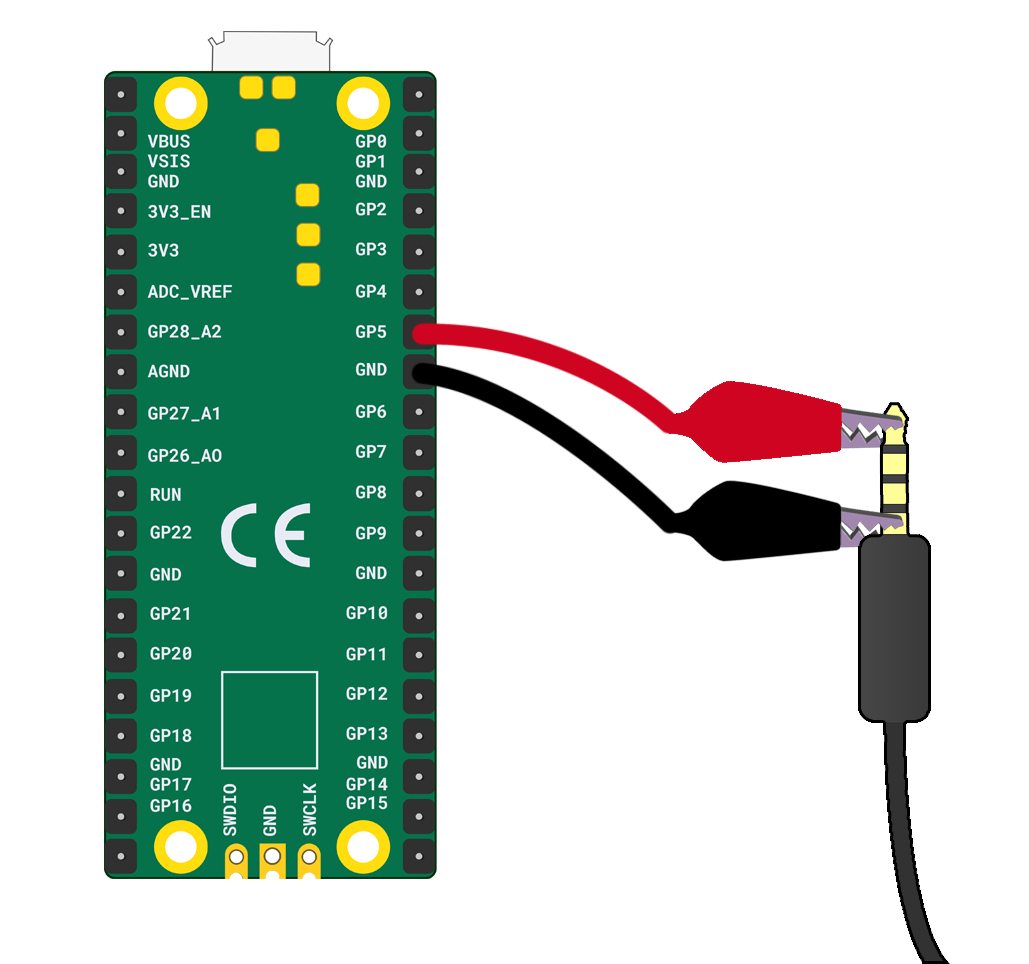 VBUS
VSIS
GND
3V3_EN
3V3
ADC_VREF
GP28_A2
AGND
GP27_A1
GP26_AO
RUN
GP22
GND
GP21
GP20
GP19
GP18
GND
GP17
GP16
GP0
GP1
GND
GP2
GP3
GP4
GP5
GND
GP6
GP7
GP8
GP9
GND
GP10
GP11
GP12
GP13
GND
GP14
GP15
CE
SWDIO
GND
SWCLK